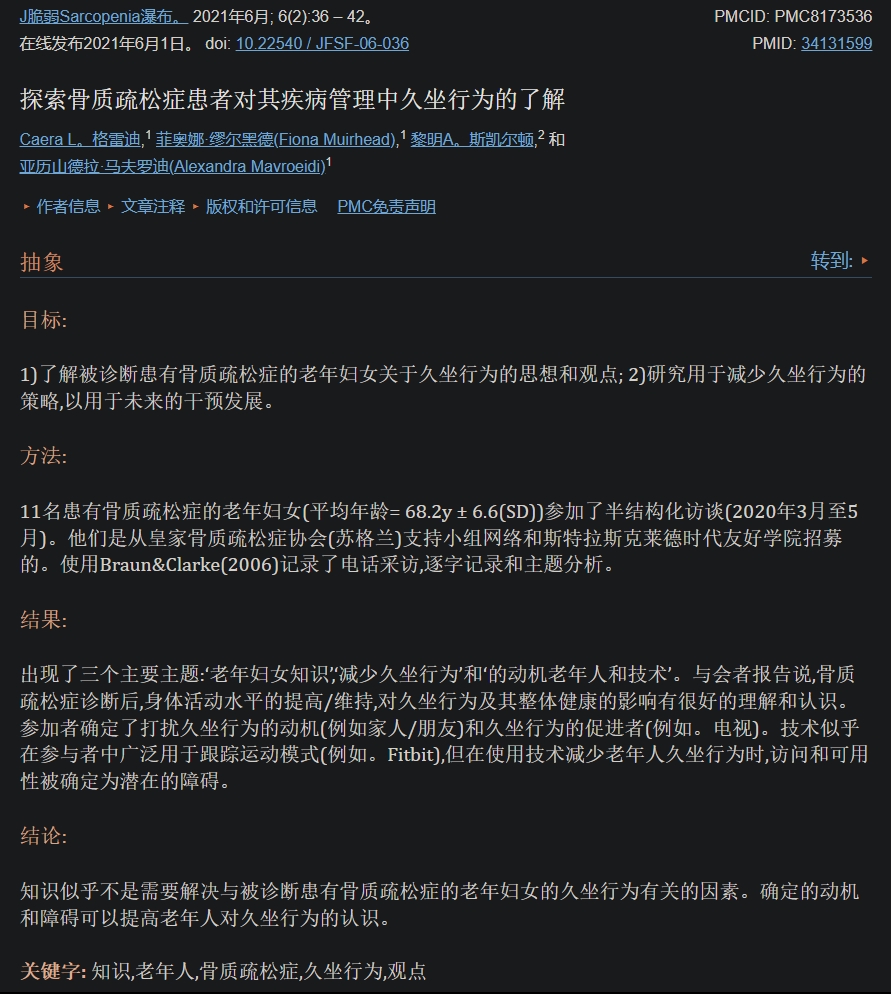 J脆弱Sarcopenia瀑布。 2021年6月; 6(2):36 – 42。 PMCID: PMC8173536
在线发布2021年6月1日。 doi: 10.22540 / JFSF-06-036 PMID: 34131599
探索骨质疏松症患者对其疾病管理中久坐行为的了解
Caera L。格雷迪,1 菲奥娜·缪尔黑德(Fiona Muirhead),1 黎明A。斯凯尔顿,2 和
亚历山德拉·马夫罗迪(Alexandra Mavroeidi)1
▸ 作者信息 ▸ 文章注释 ▸ 版权和许可信息 PMC免责声明
抽象 转到: ▸
目标:
1)了解被诊断患有骨质疏松症的老年妇女关于久坐行为的思想和观点; 2)研究用于减少久坐行为的
策略,以用于未来的干预发展。
方法:
11名患有骨质疏松症的老年妇女(平均年龄= 68.2y ± 6.6(SD))参加了半结构化访谈(2020年3月至5
月)。他们是从皇家骨质疏松症协会(苏格兰)支持小组网络和斯特拉斯克莱德时代友好学院招募
的。使用Braun&Clarke(2006)记录了电话采访,逐字记录和主题分析。
结果:
出现了三个主要主题:‘老年妇女知识’,‘减少久坐行为’和‘的动机老年人和技术’。与会者报告说,骨质
疏松症诊断后,身体活动水平的提高/维持,对久坐行为及其整体健康的影响有很好的理解和认识。
参加者确定了打扰久坐行为的动机(例如家人/朋友)和久坐行为的促进者(例如。电视)。技术似乎
在参与者中广泛用于跟踪运动模式(例如。Fitbit),但在使用技术减少老年人久坐行为时,访问和可用
性被确定为潜在的障碍。
结论:
知识似乎不是需要解决与被诊断患有骨质疏松症的老年妇女的久坐行为有关的因素。确定的动机
和障碍可以提高老年人对久坐行为的认识。
关键字: 知识,老年人,骨质疏松症,久坐行为,观点